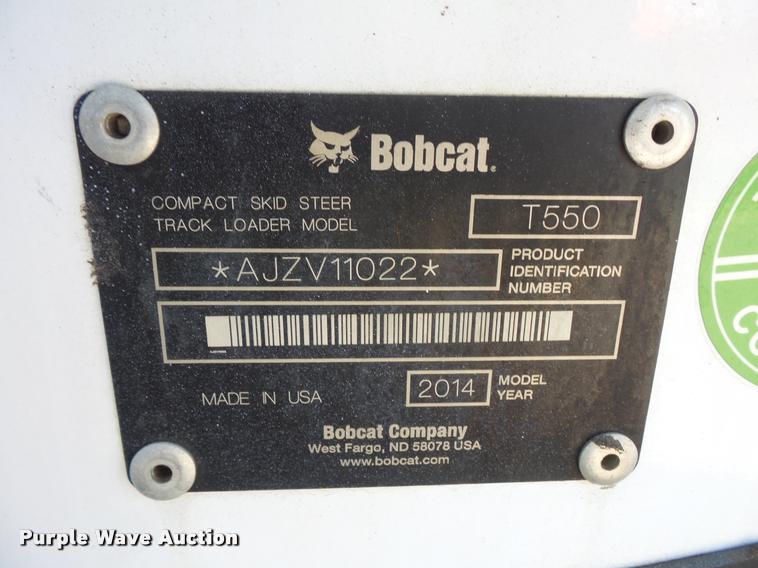 Bobcat.
COMPACT SKID STEER
TRACK LOADER MODEL
T550
*AJZV11022*
PRODUCT
IDENTIFICATION
NUMBER
MADE IN USA
2014
MODEL
YEAR
Bobcat Company
West Fargo, ND 58078 USA
www.bobcat.com
Purple Wave Auction